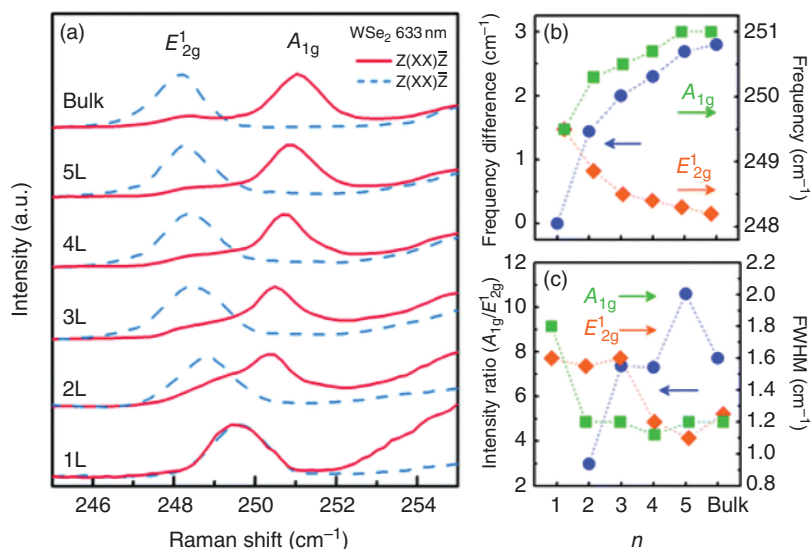 (a)
E¹₂g
A₁g
WSe₂ 633 nm
Z(XX)Z̄
Z(XX)Z̄
Bulk
5L
4L
3L
2L
1L
246 248 250 252 254
Raman shift (cm⁻¹)
Intensity (a.u.)
(b)
Frequency difference (cm⁻¹)
3
2
1
0
A₁g
E¹₂g
251
250
249
248
Frequency (cm⁻¹)
(c)
Intensity ratio (A₁g/E¹₂g)
12
10
8
6
4
2
A₁g
E¹₂g
2.2
2.0
1.8
1.6
1.4
1.2
1.0
0.8
FWHM (cm⁻¹)
1 2 3 4 5 Bulk
n